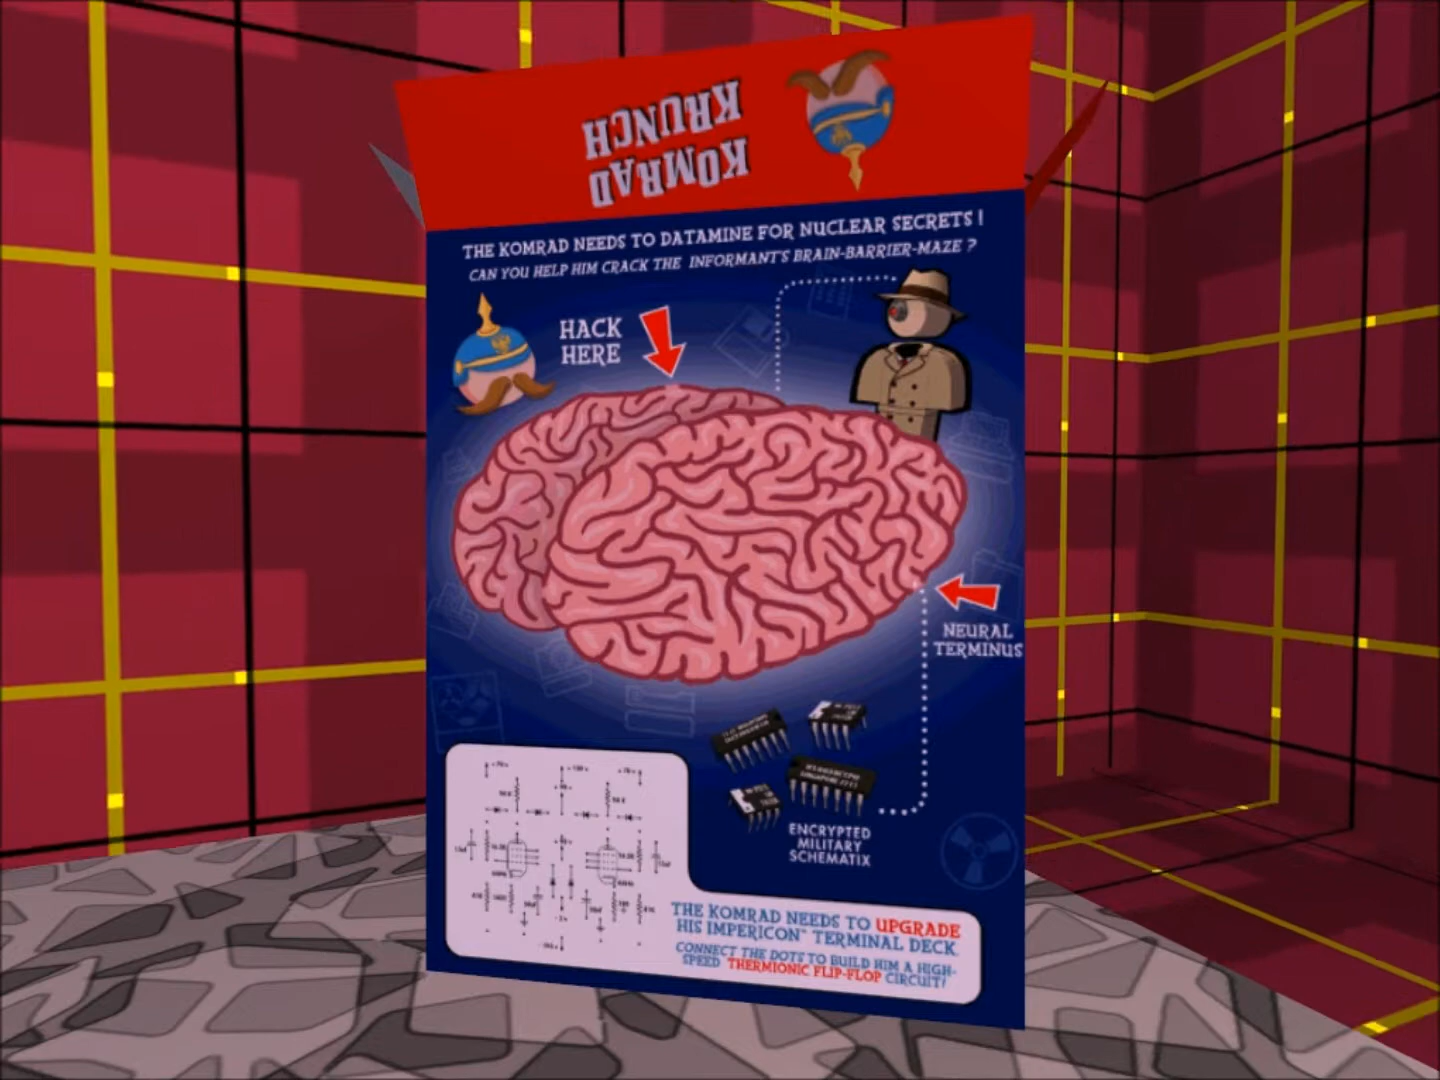 KOMRAD
KRUNCH
THE KOMRAD NEEDS TO DATAMINE FOR NUCLEAR SECRETS !
CAN YOU HELP HIM CRACK THE INFORMANT'S BRAIN-BARRIER-MAZE ?
HACK
HERE
NEURAL
TERMINUS
ENCRYPTED
MILITARY
SCHEMATIX
THE KOMRAD NEEDS TO UPGRADE
HIS IMPERICON™ TERMINAL DECK.
CONNECT THE DOTS TO BUILD HIM A HIGH-
SPEED THERMIONIC FLIP-FLOP CIRCUIT!